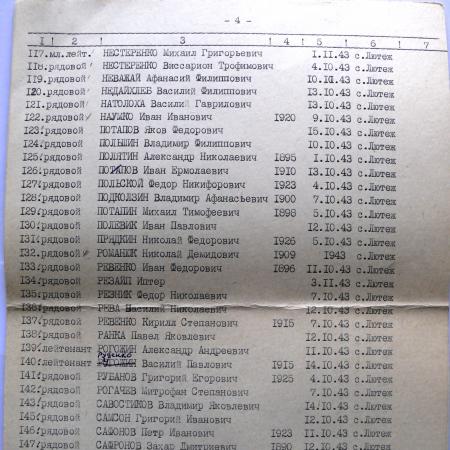 - 4 -
1 2 3 4 5 6 7
117.мл.лейт. НЕСТЕРЕНКО Михаил Григорьевич 1.11.43 с.Лютеж
118.рядовой НЕСТЕРЕНКО Виссарион Трофимович 4.10.43 с.Лютеж
119.рядовой НЕВАЖАЙ Афанасий Филиппович 10.11.43 с.Лютеж
120.рядовой НЕДАЙХЛЕБ Василий Филиппович 13.10.43 с.Лютеж
121.рядовой НАТОЛОХА Василий Гаврилович 13.10.43 с.Лютеж
122.рядовой НАУМКО Иван Иванович 1920 9.10.43 с.Лютеж
123.рядовой ПОТАПОВ Яков Федорович 15.10.43 с.Лютеж
124.рядовой ПОЛЬШИН Владимир Филиппович 10.10.43 с.Лютеж
125.рядовой ПОЛЯТИН Александр Николаевич 1895 1.10.43 с.Лютеж
126.рядовой Иван Ермолаевич 1910 13.10.43 с.Лютеж
127.рядовой ПОЛЬСКОЙ Федор Никифорович 1923 4.10.43 с.Лютеж
128.рядовой ПОДКОЛЗИН Владимир Афанасьевич 1900 7.10.43 с.Лютеж
129.рядовой ПОТАПИН Михаил Тимофеевич 1898 5.10.43 с.Лютеж
130.рядовой ПОЛЕВИК Иван Павлович 12.10.43 с.Лютеж
131.рядовой ПРЯДКИН Николай Федорович 1926 5.10.43 с.Лютеж
132.рядовой РОМАНЮК Николай Демидович 1909 1943 с.Лютеж
133.рядовой РЕВЕНКО Иван Федорович 1896 11.10.43 с.Лютеж
134.рядовой РЕЗАЙП Иштер 3.11.43 с.Лютеж
135.рядовой РЕЗНИК Федор Николаевич 7.10.43 с.Лютеж
136.рядовой РЕВА Василий Николаевич 12.10.43 с.Лютеж
137.рядовой РЕВЕНКО Кирилл Степанович 1915 7.10.43 с.Лютеж
138.рядовой РАНКА Павел Яковлевич 12.10.43 с.Лютеж
139.лейтенант РОГОЖИН Александр Андреевич 11.10.43 с.Лютеж
Руденко
140.лейтенант Василий Павлович 1915 14.10.43 с.Лютеж
141.рядовой РУБАНОВ Григорий Егорович 1925 4.10.43 с.Лютеж
142.рядовой РОГАЧЕВ Митрофан Степанович 7.10.43 с.Лютеж
143.рядовой САВОСТИКОВ Владимир Яковлевич 14.10.43 с.Лютеж
145.рядовой САМСОН Григорий Иванович 12.10.43 с.Лютеж
146.рядовой САФОНОВ Петр Иванович 1923 11.10.43 с.Лютеж
147.рядовой САФРОНОВ Захар Дмитриевич 1890 12.10.43 с.Лютеж